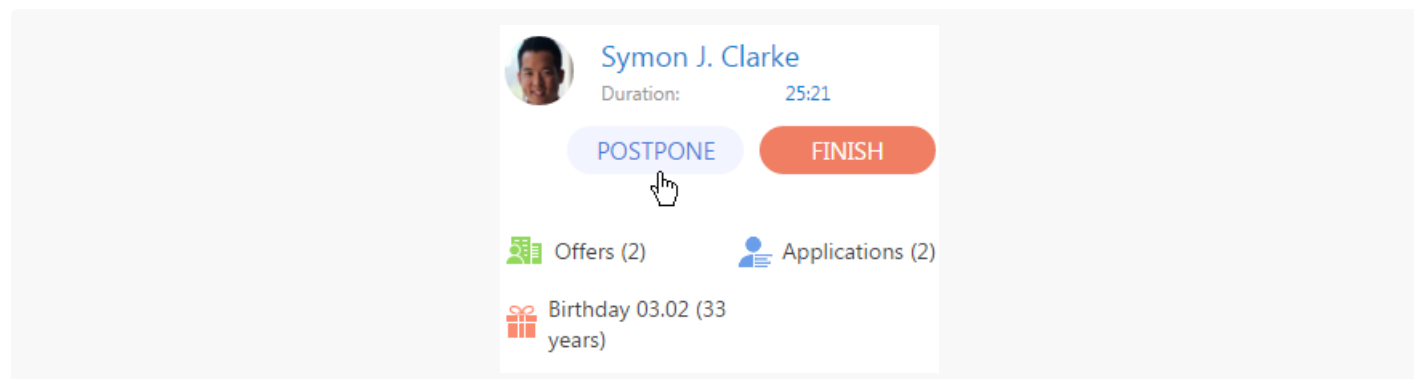 Symon J. Clarke
Duration: 25:21
POSTPONE FINISH
Offers (2) Applications (2)
Birthday 03.02 (33
years)